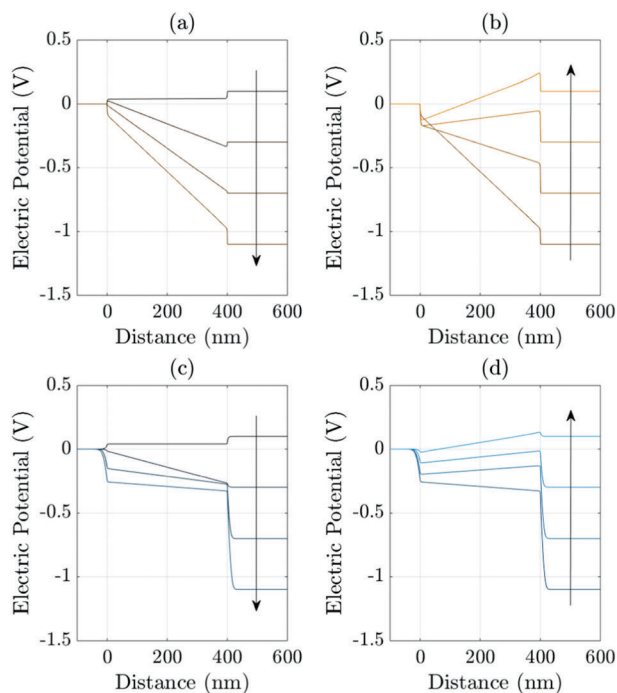 (a) (b)
0.5 0.5
0 0
-0.5 -0.5
-1 -1
-1.5 -1.5
Electric Potential (V) Electric Potential (V)
0 200 400 600 0 200 400 600
Distance (nm) Distance (nm)
(c) (d)
0.5 0.5
0 0
-0.5 -0.5
-1 -1
-1.5 -1.5
Electric Potential (V) Electric Potential (V)
0 200 400 600 0 200 400 600
Distance (nm) Distance (nm)